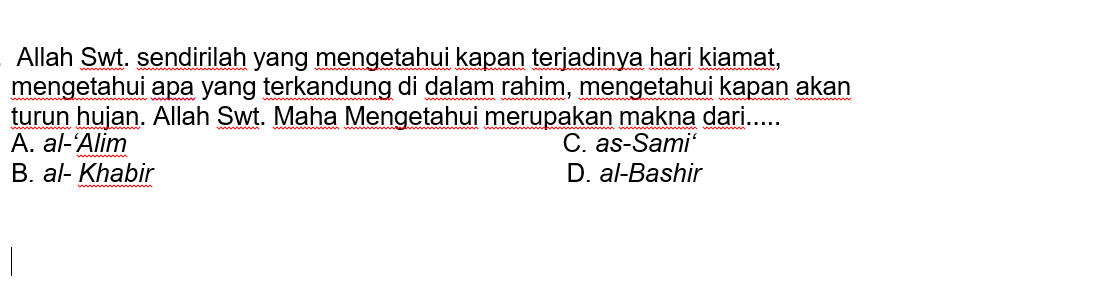 Allah Swt. sendirilah yang mengetahui kapan terjadinya hari kiamat,
mengetahui apa yang terkandung di dalam rahim, mengetahui kapan akan
turun hujan. Allah Swt. Maha Mengetahui merupakan makna dari.....
A. al-‘Alim C. as-Sami‘
B. al- Khabir D. al-Bashir